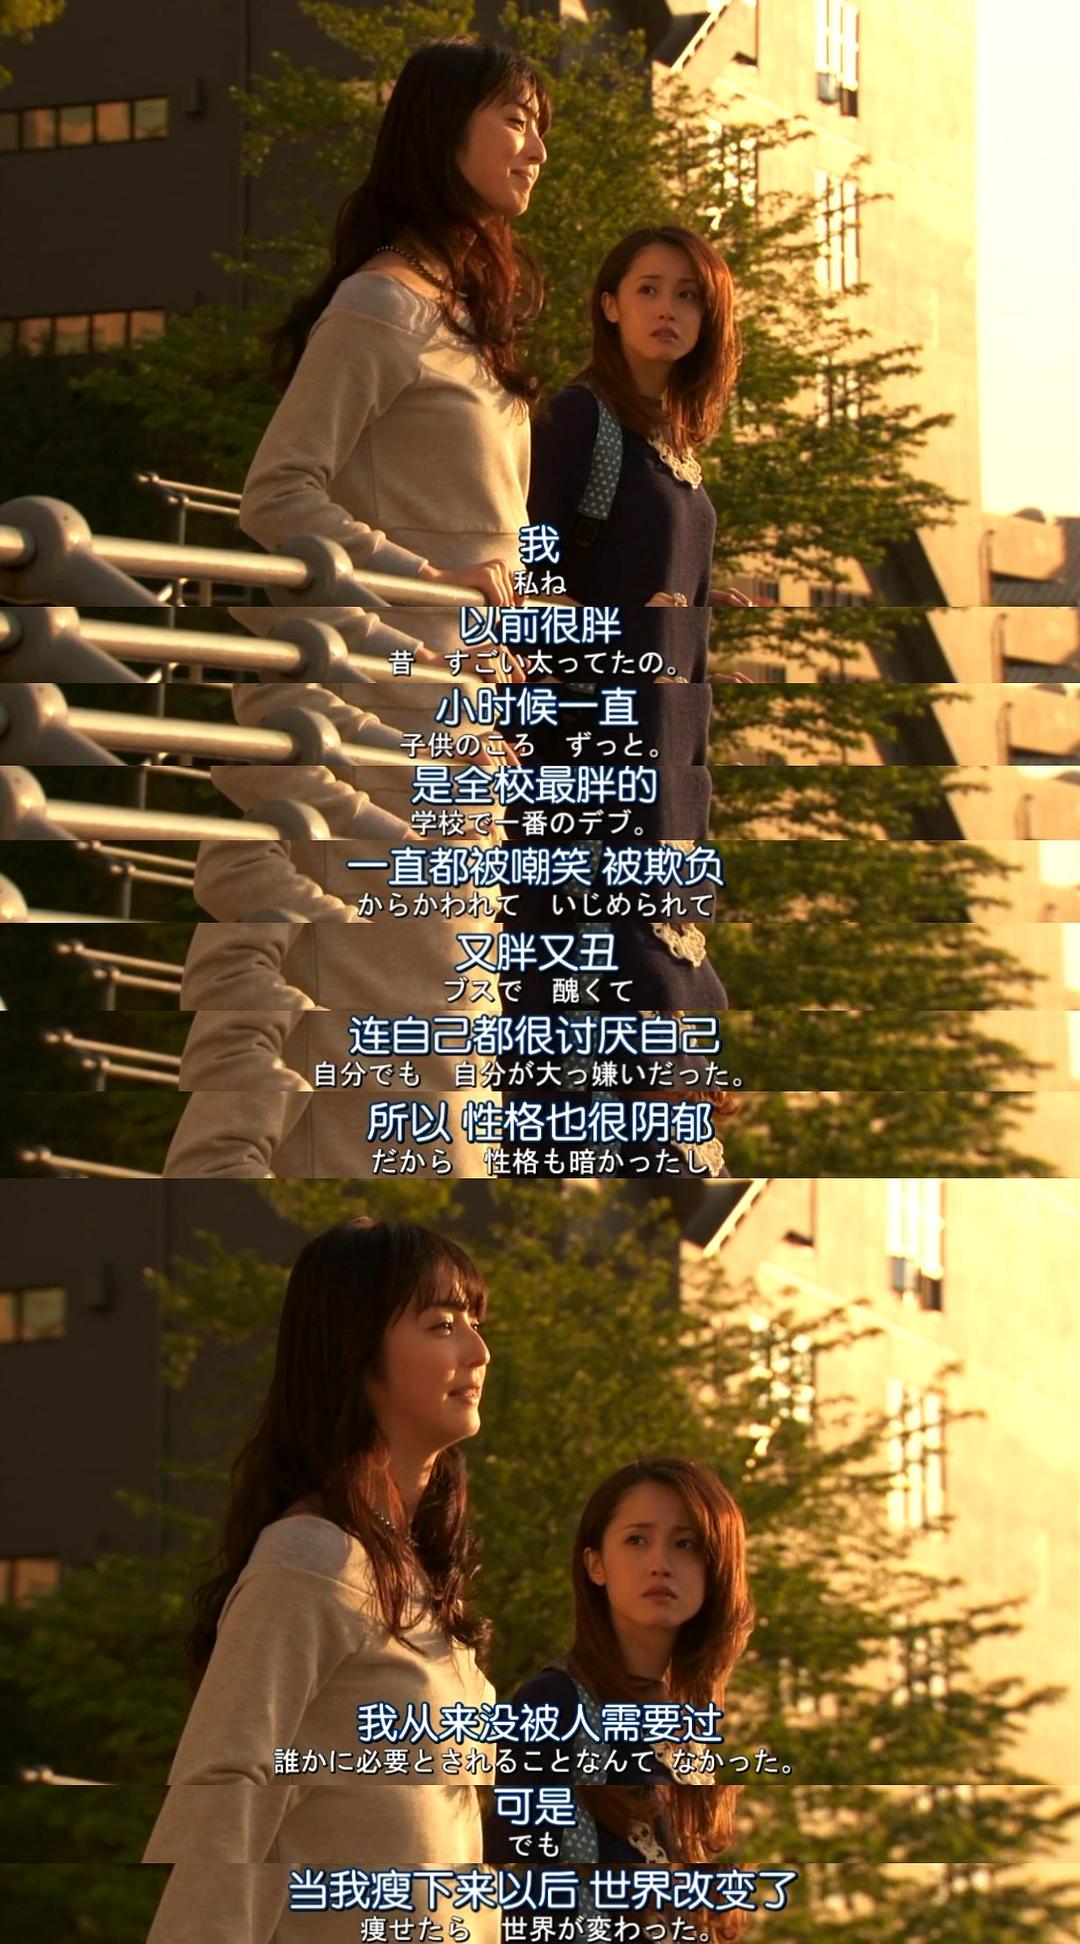 我
私ね
以前很胖
昔　すごい太ってたの。
小时候一直
子供のころ　ずっと。
是全校最胖的
学校で一番のデブ。
一直都被嘲笑 被欺负
からかわれて　いじめられて
又胖又丑
ブスで　醜くて
连自己都很讨厌自己
自分でも　自分が大っ嫌いだった。
所以 性格也很阴郁
だから　性格も暗かったし
我从来没被人需要过
誰かに必要とされることなんて なかった。
可是
でも
当我瘦下来以后 世界改变了
痩せたら　世界が変わった。